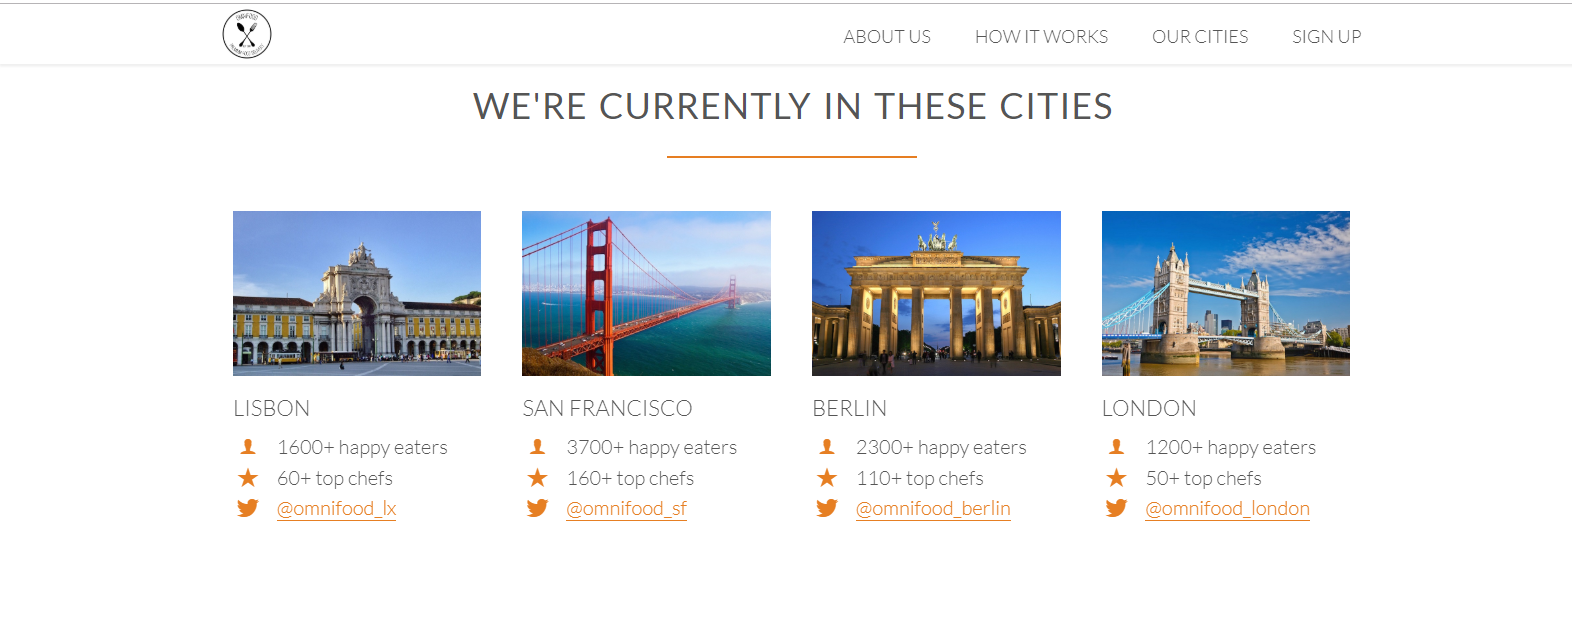 OMNIFOOD
ABOUT US
HOW IT WORKS
OUR CITIES
SIGN UP
WE'RE CURRENTLY IN THESE CITIES
LISBON
1600+ happy eaters
60+ top chefs
@omnifood_lx
SAN FRANCISCO
3700+ happy eaters
160+ top chefs
@omnifood_sf
BERLIN
2300+ happy eaters
110+ top chefs
@omnifood_berlin
LONDON
1200+ happy eaters
50+ top chefs
@omnifood_london